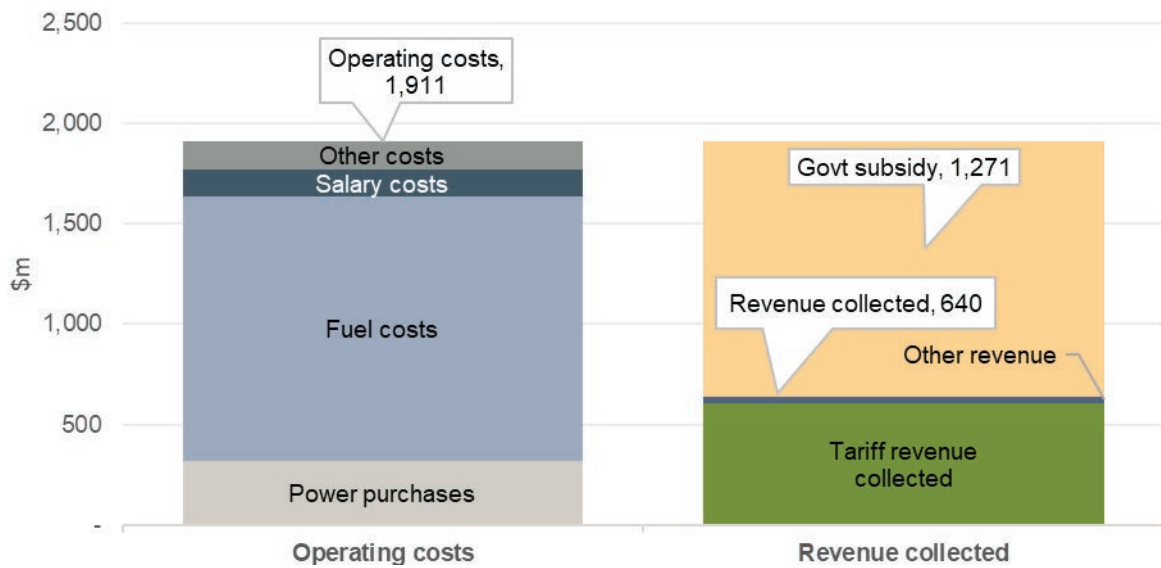 2,500
Operating costs,
1,911
2,000
Other costs
Govt subsidy, 1,271
Salary costs
1,500
$m
Revenue collected, 640
1,000
Fuel costs
Other revenue
500
Tariff revenue
collected
Power purchases
-
Operating costs
Revenue collected